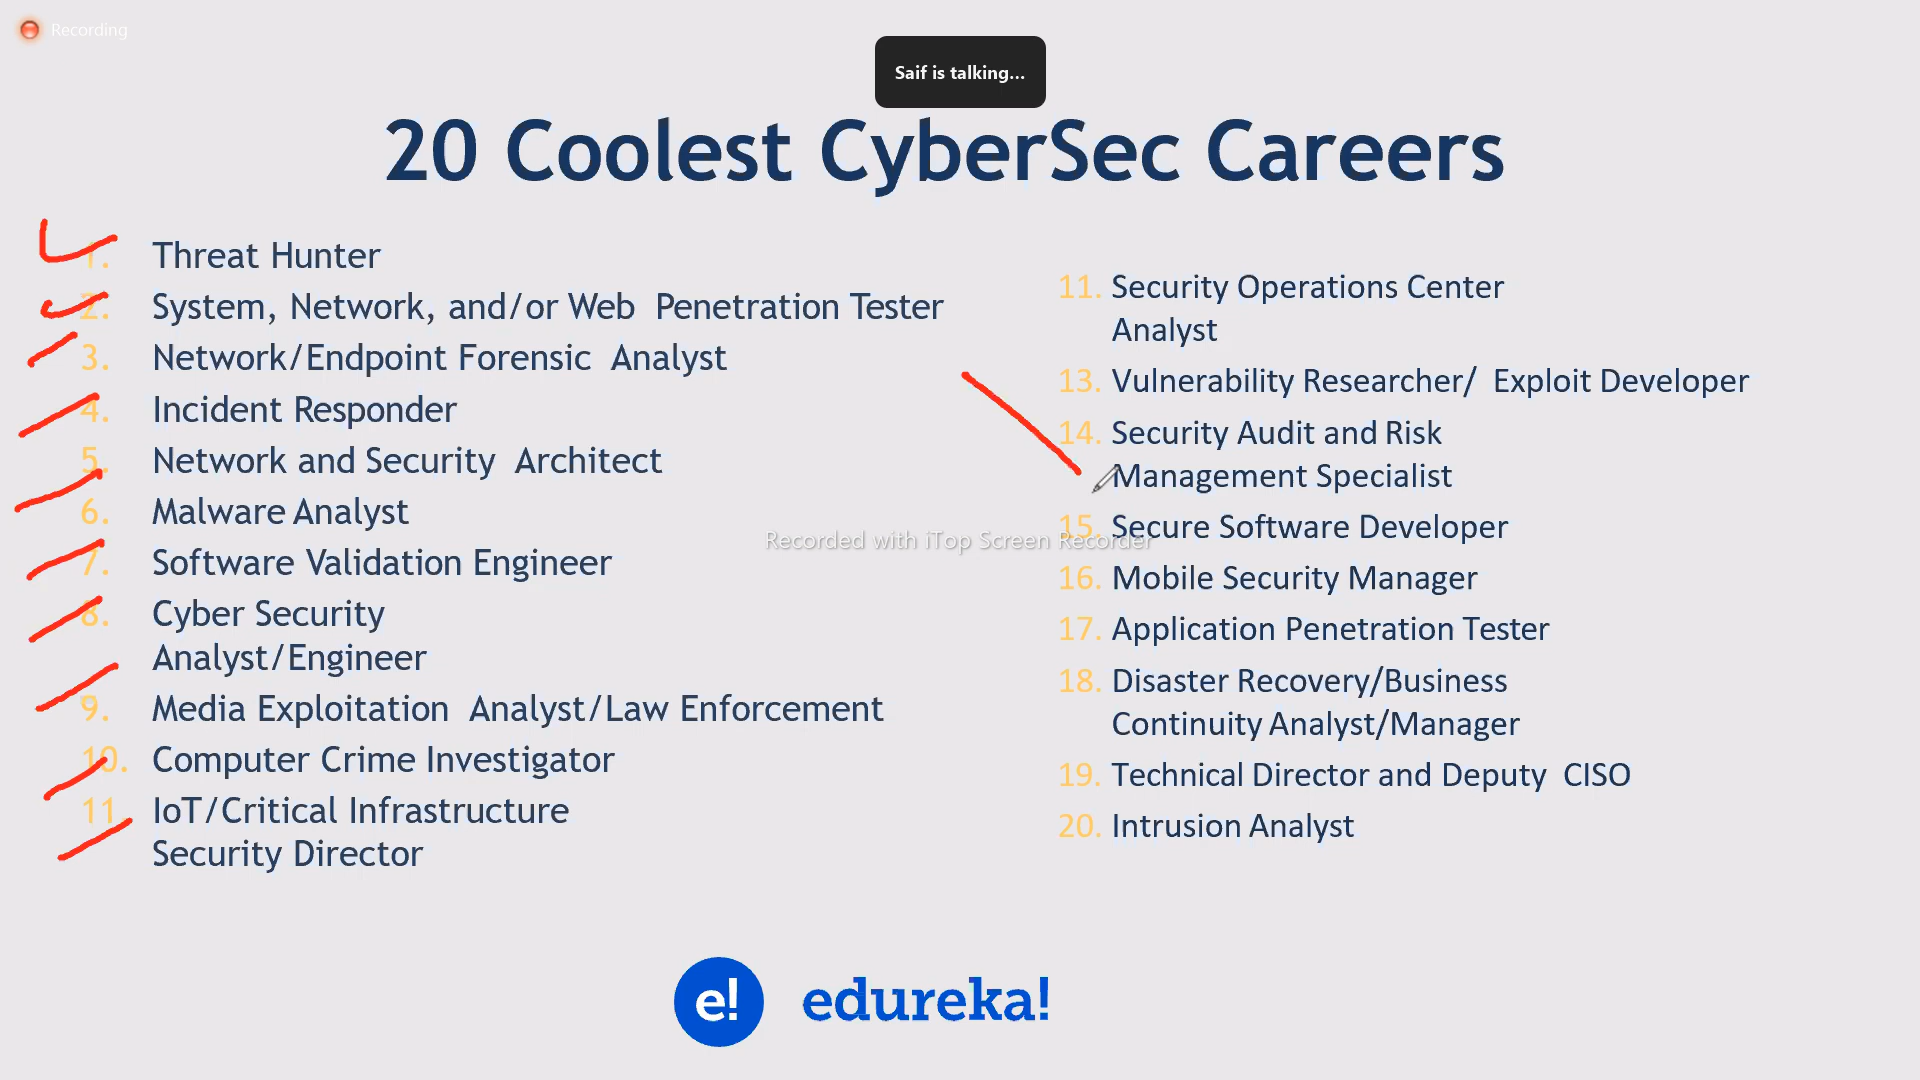 Recording
Saif is talking...
20 Coolest CyberSec Careers
1. Threat Hunter
2. System, Network, and/or Web Penetration Tester
3. Network/Endpoint Forensic Analyst
4. Incident Responder
5. Network and Security Architect
6. Malware Analyst
7. Software Validation Engineer
8. Cyber Security
Analyst/Engineer
9. Media Exploitation Analyst/Law Enforcement
10. Computer Crime Investigator
11. IoT/Critical Infrastructure
Security Director
11. Security Operations Center
Analyst
13. Vulnerability Researcher/ Exploit Developer
14. Security Audit and Risk
Management Specialist
15. Secure Software Developer
16. Mobile Security Manager
17. Application Penetration Tester
18. Disaster Recovery/Business
Continuity Analyst/Manager
19. Technical Director and Deputy CISO
20. Intrusion Analyst
Recorded with iTop Screen Recorder
e! edureka!